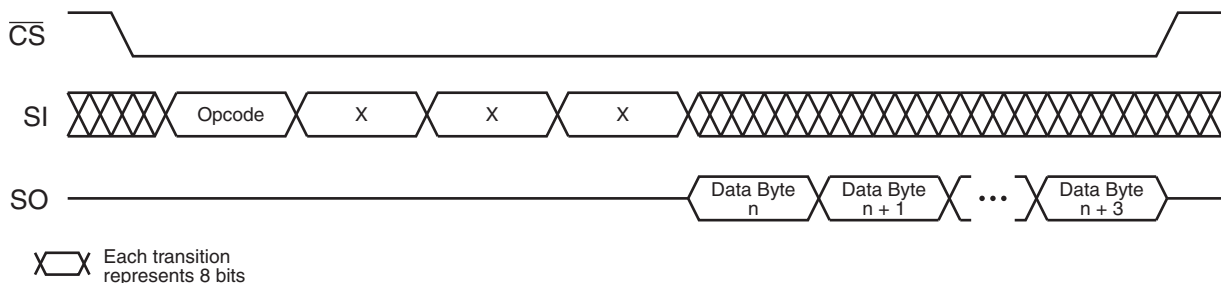 CS
SI
Opcode
X
X
X
SO
Data Byte
n
Data Byte
n + 1
•••
Data Byte
n + 3
Each transition
represents 8 bits